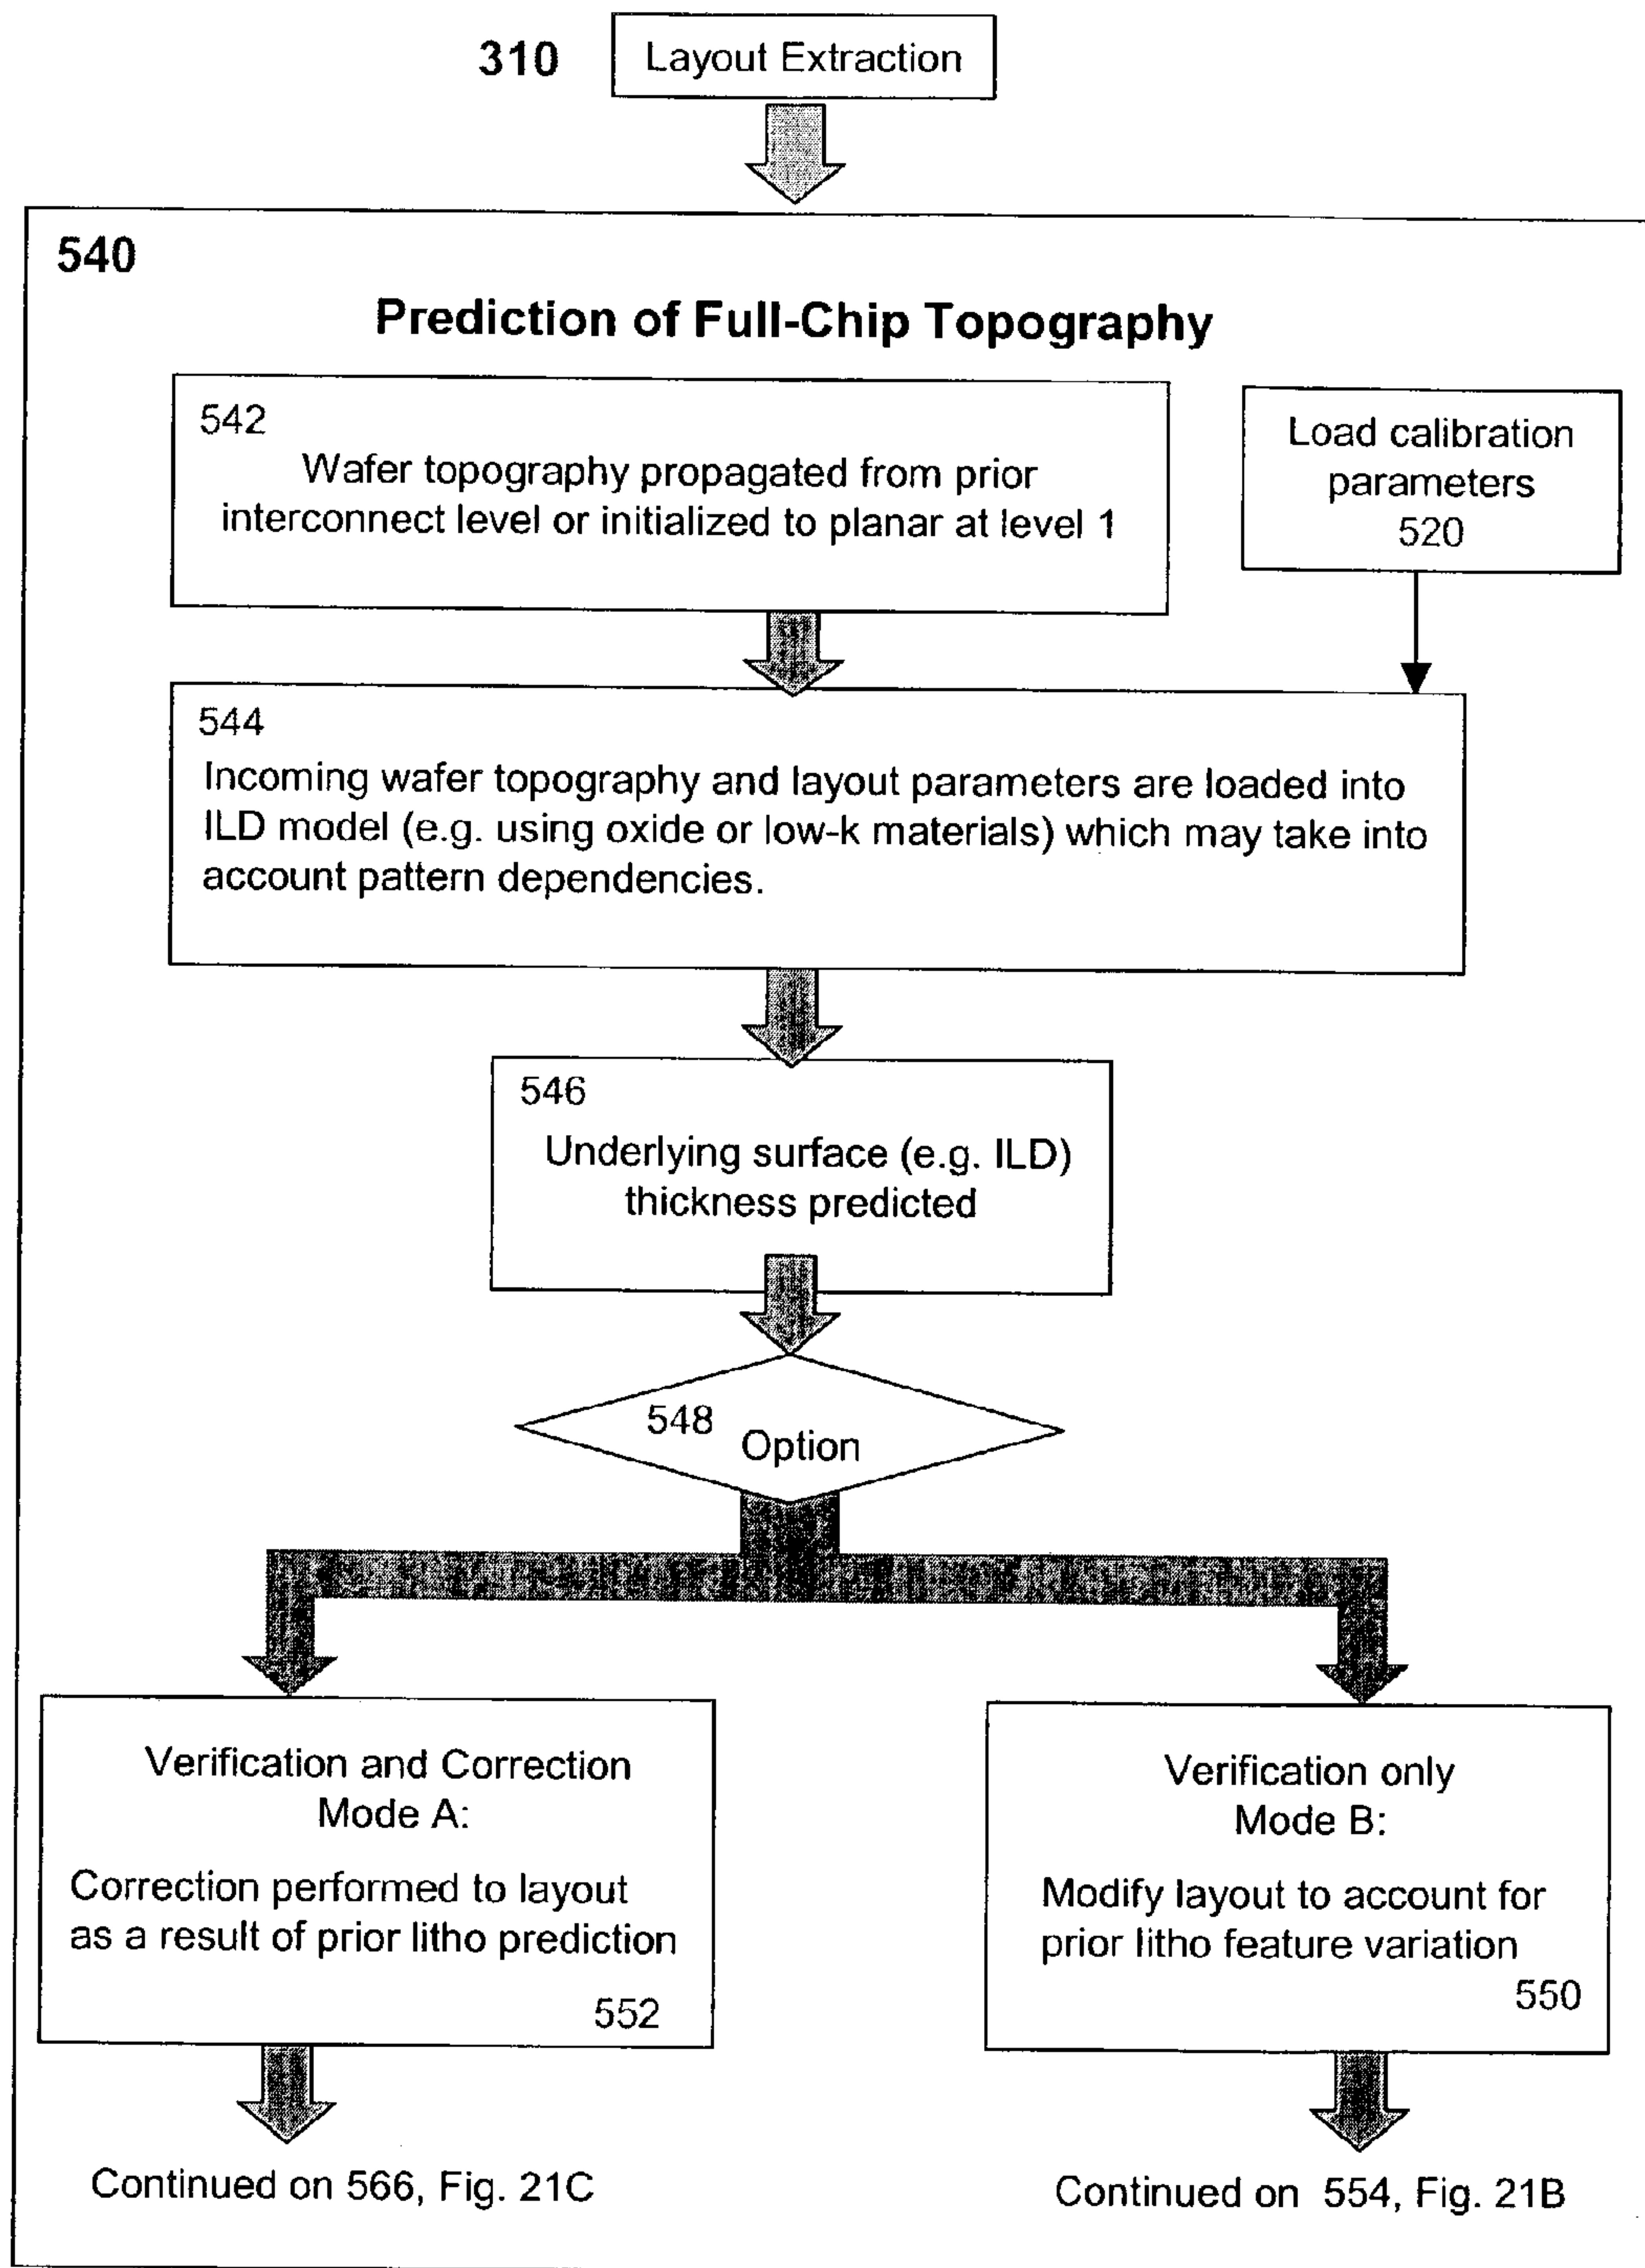 310
Layout Extraction
540
Prediction of Full-Chip Topography
542
Wafer topography propagated from prior
interconnect level or initialized to planar at level 1
Load calibration
parameters
520
544
Incoming wafer topography and layout parameters are loaded into
ILD model (e.g. using oxide or low-k materials) which may take into
account pattern dependencies.
546
Underlying surface (e.g. ILD)
thickness predicted
548
Option
Verification and Correction
Mode A:
Correction performed to layout
as a result of prior litho prediction
552
Verification only
Mode B:
Modify layout to account for
prior litho feature variation
550
Continued on 566, Fig. 21C
Continued on 554, Fig. 21B